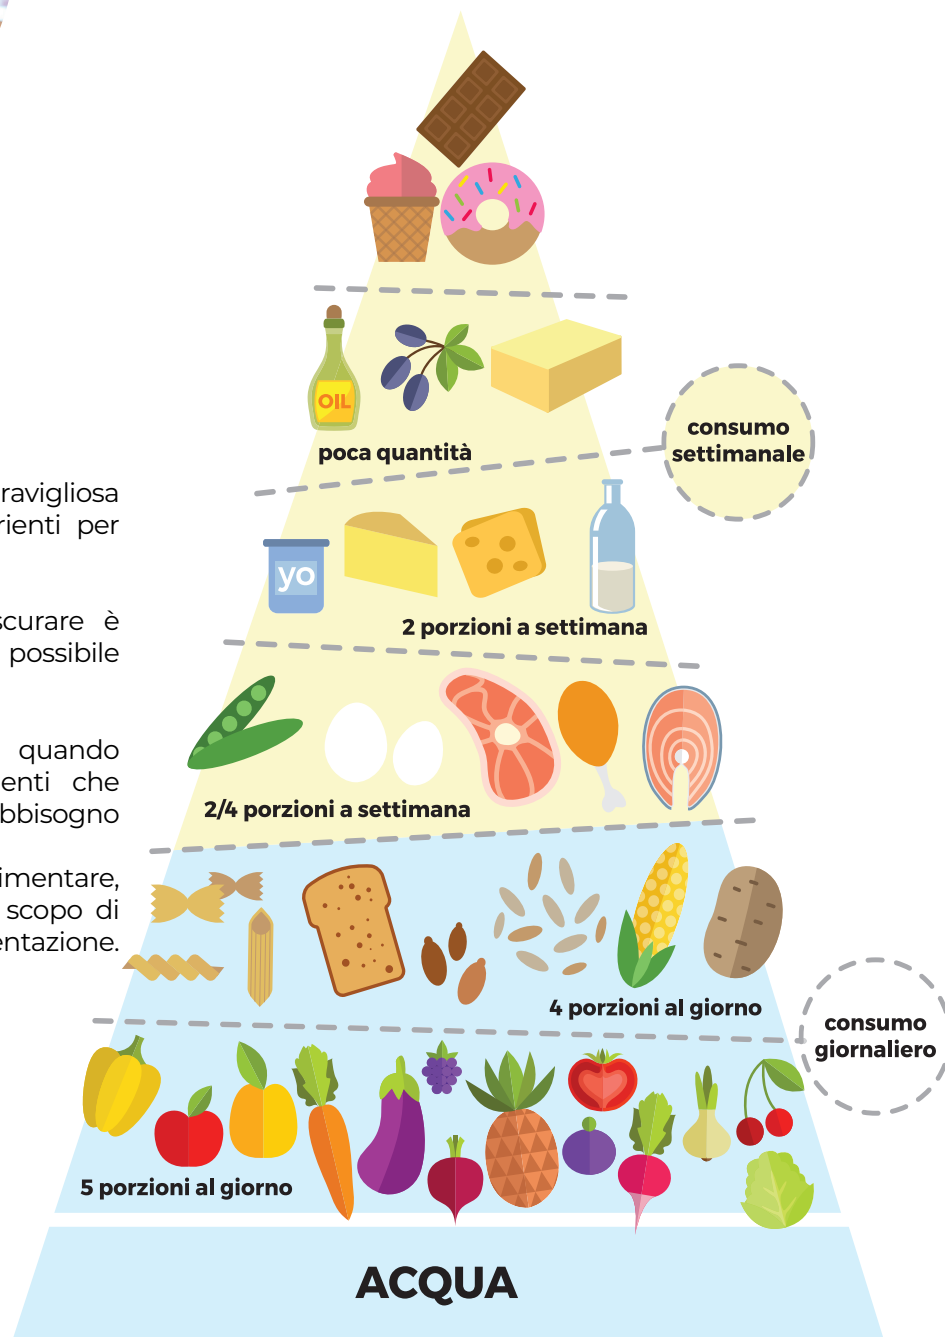 OIL
poca quantità
consumo
settimanale
yo
2 porzioni a settimana
2/4 porzioni a settimana
4 porzioni al giorno
consumo
giornaliero
5 porzioni al giorno
ACQUA
ravigliosa
rienti per
scurare è
possibile
quando
enti che
bbisogno
imentare,
scopo di
entazione.